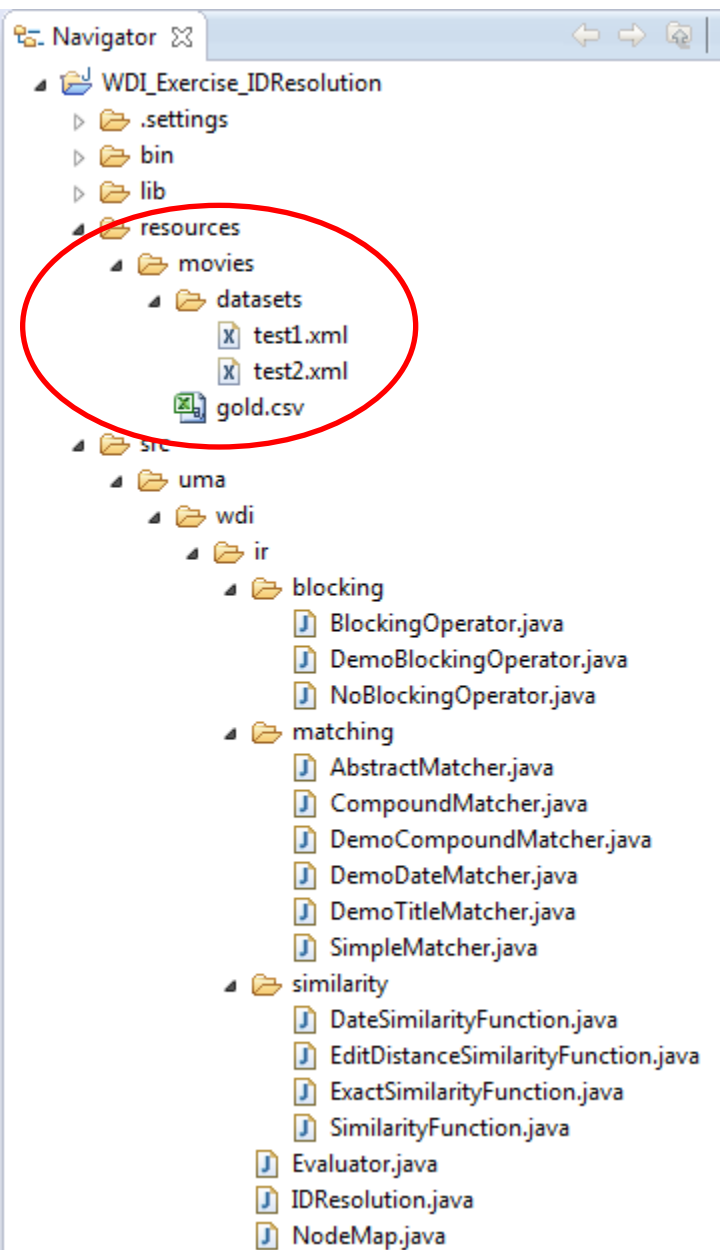 Navigator
WDI_Exercise_IDResolution
.settings
bin
lib
resources
movies
datasets
test1.xml
test2.xml
gold.csv
src
uma
wdi
ir
blocking
BlockingOperator.java
DemoBlockingOperator.java
NoBlockingOperator.java
matching
AbstractMatcher.java
CompoundMatcher.java
DemoCompoundMatcher.java
DemoDateMatcher.java
DemoTitleMatcher.java
SimpleMatcher.java
similarity
DateSimilarityFunction.java
EditDistanceSimilarityFunction.java
ExactSimilarityFunction.java
SimilarityFunction.java
Evaluator.java
IDResolution.java
NodeMap.java